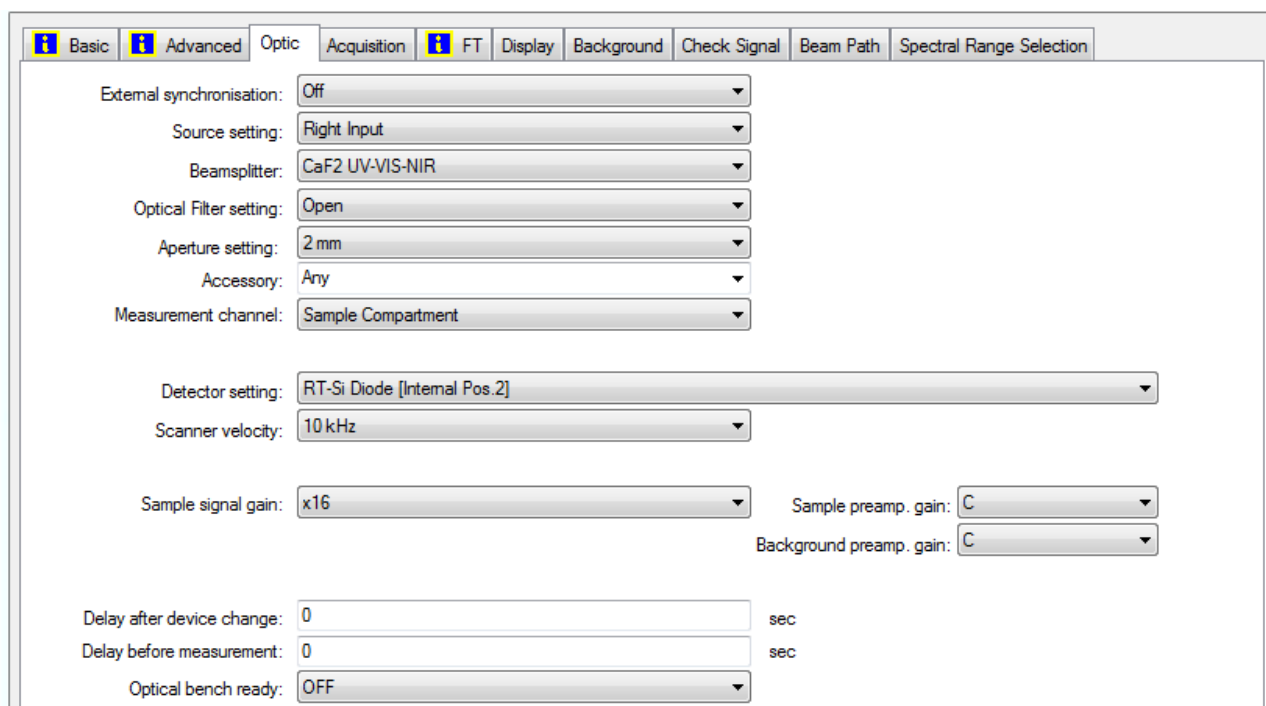 Basic Advanced Optic Acquisition FT Display Background Check Signal Beam Path Spectral Range Selection
External synchronisation: Off
Source setting: Right Input
Beamsplitter: CaF2 UV-VIS-NIR
Optical Filter setting: Open
Aperture setting: 2 mm
Accessory: Any
Measurement channel: Sample Compartment
Detector setting: RT-Si Diode [Internal Pos.2]
Scanner velocity: 10 kHz
Sample signal gain: x16 Sample preamp. gain: C
Background preamp. gain: C
Delay after device change: 0 sec
Delay before measurement: 0 sec
Optical bench ready: OFF